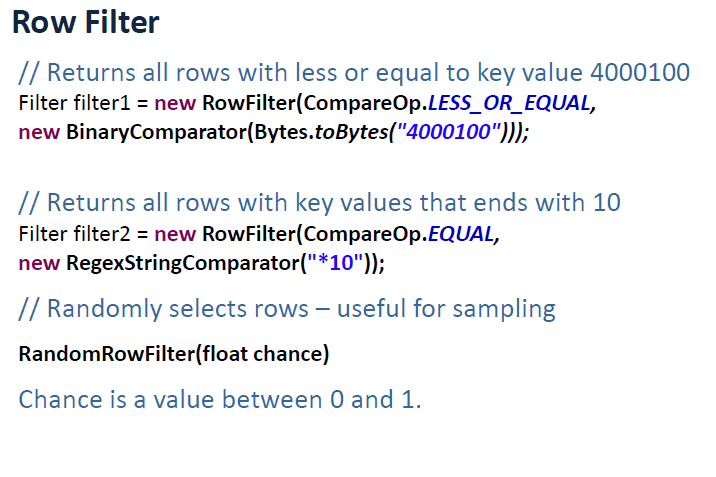 Row Filter
// Returns all rows with less or equal to key value 4000100
Filter filter1 = new RowFilter(CompareOp.LESS_OR_EQUAL,
new BinaryComparator(Bytes.toBytes("4000100")));
// Returns all rows with key values that ends with 10
Filter filter2 = new RowFilter(CompareOp.EQUAL,
new RegexStringComparator("*10"));
// Randomly selects rows – useful for sampling
RandomRowFilter(float chance)
Chance is a value between 0 and 1.